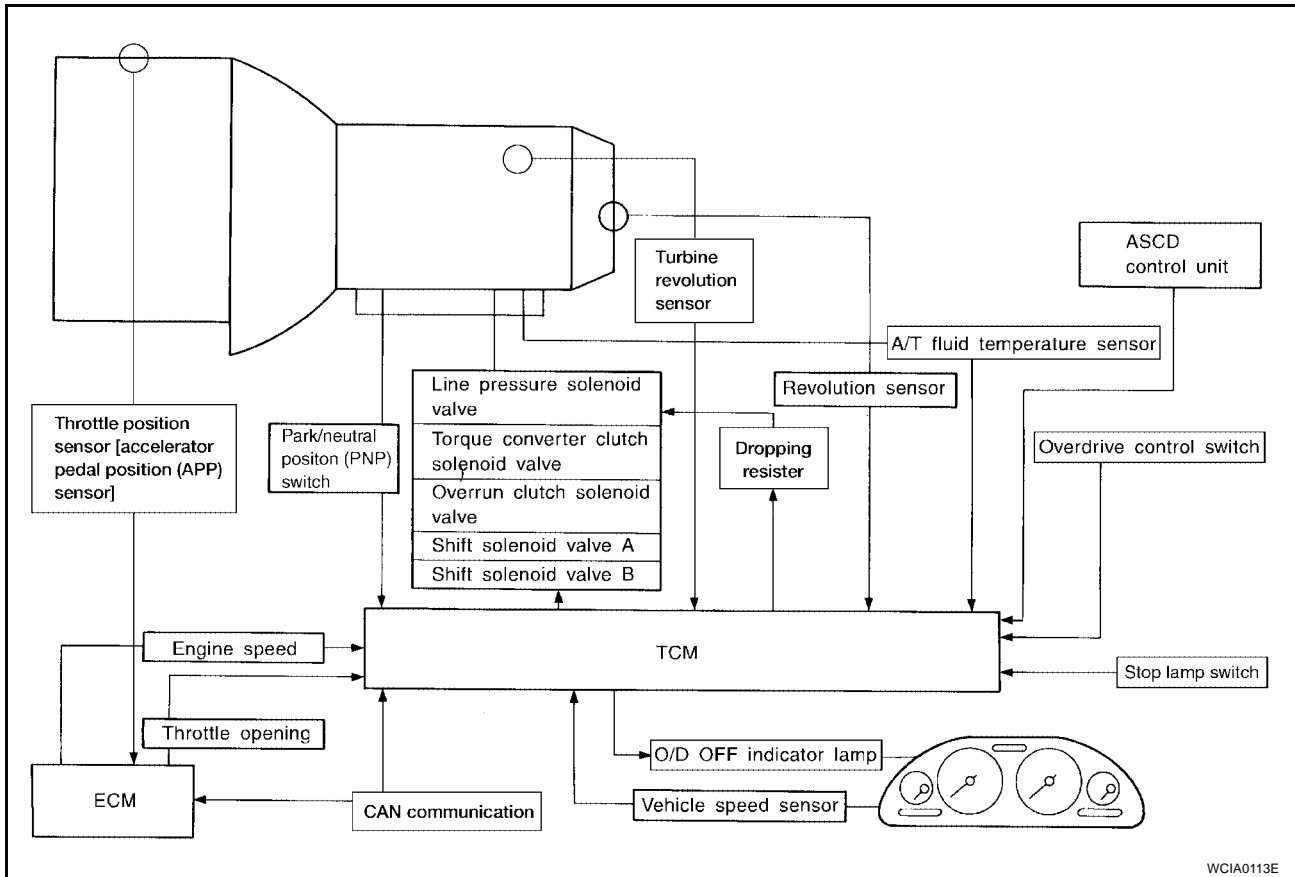 Turbine
revolution
sensor
ASCD
control unit
A/T fluid temperature sensor
Throttle position
sensor [accelerator
pedal position (APP)
sensor]
Park/neutral
positon (PNP)
switch
Line pressure solenoid
valve
Torque converter clutch
solenoid valve
Overrun clutch solenoid
valve
Shift solenoid valve A
Shift solenoid valve B
Dropping
resister
Revolution sensor
Overdrive control switch
Engine speed
TCM
Stop lamp switch
Throttle opening
O/D OFF indicator lamp
ECM
CAN communication
Vehicle speed sensor
WCIA0113E